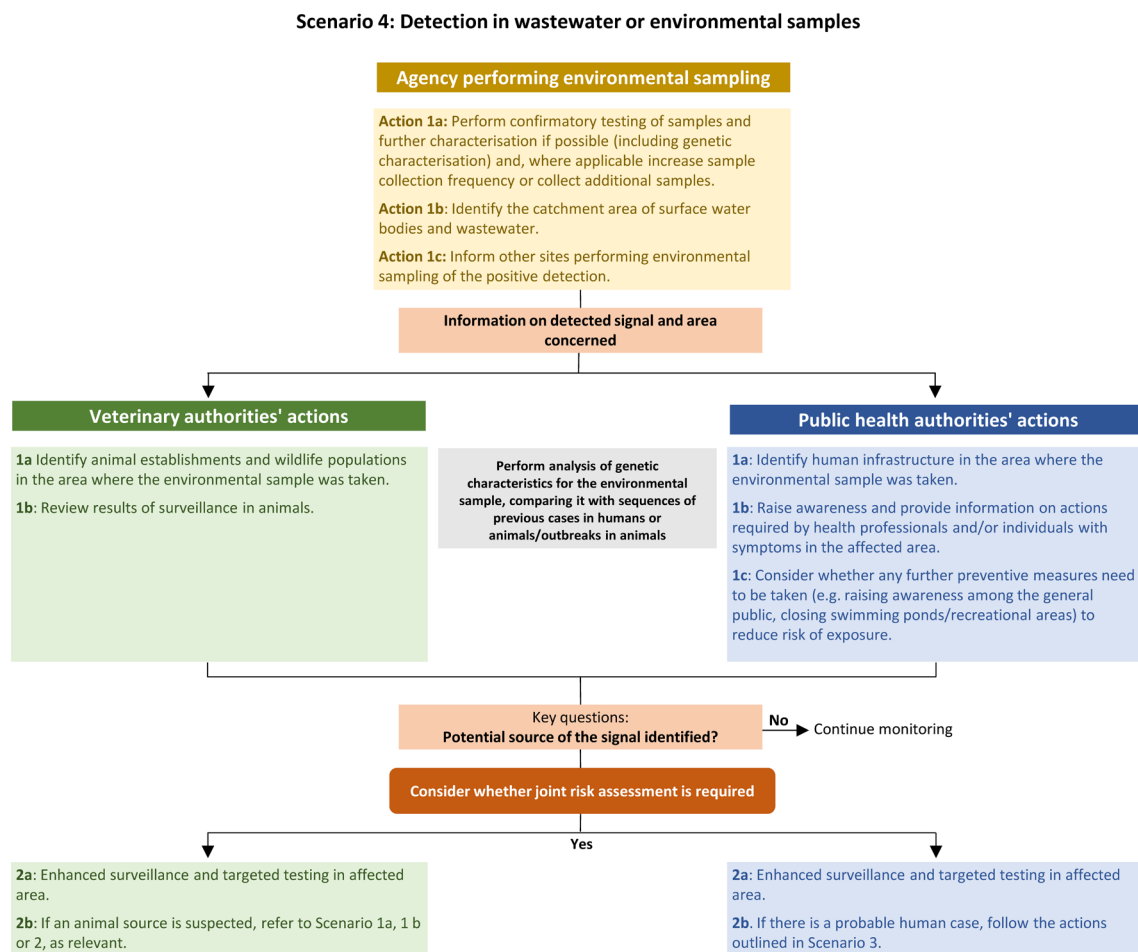 Scenario 4: Detection in wastewater or environmental samples
Agency performing environmental sampling
Action 1a: Perform confirmatory testing of samples and
further characterisation if possible (including genetic
characterisation) and, where applicable increase sample
collection frequency or collect additional samples.
Action 1b: Identify the catchment area of surface water
bodies and wastewater.
Action 1c: Inform other sites performing environmental
sampling of the positive detection.
Information on detected signal and area
concerned
Veterinary authorities' actions
1a Identify animal establishments and wildlife populations
in the area where the environmental sample was taken.
1b: Review results of surveillance in animals.
Perform analysis of genetic
characteristics for the environmental
sample, comparing it with sequences of
previous cases in humans or
animals/outbreaks in animals
Public health authorities' actions
1a: Identify human infrastructure in the area where the
environmental sample was taken.
1b: Raise awareness and provide information on actions
required by health professionals and/or individuals with
symptoms in the affected area.
1c: Consider whether any further preventive measures need
to be taken (e.g. raising awareness among the general
public, closing swimming ponds/recreational areas) to
reduce risk of exposure.
Key questions:
Potential source of the signal identified?
No
Continue monitoring
Consider whether joint risk assessment is required
Yes
2a: Enhanced surveillance and targeted testing in affected
area.
2b: If an animal source is suspected, refer to Scenario 1a, 1 b
or 2, as relevant.
2a: Enhanced surveillance and targeted testing in affected
area.
2b. If there is a probable human case, follow the actions
outlined in Scenario 3.